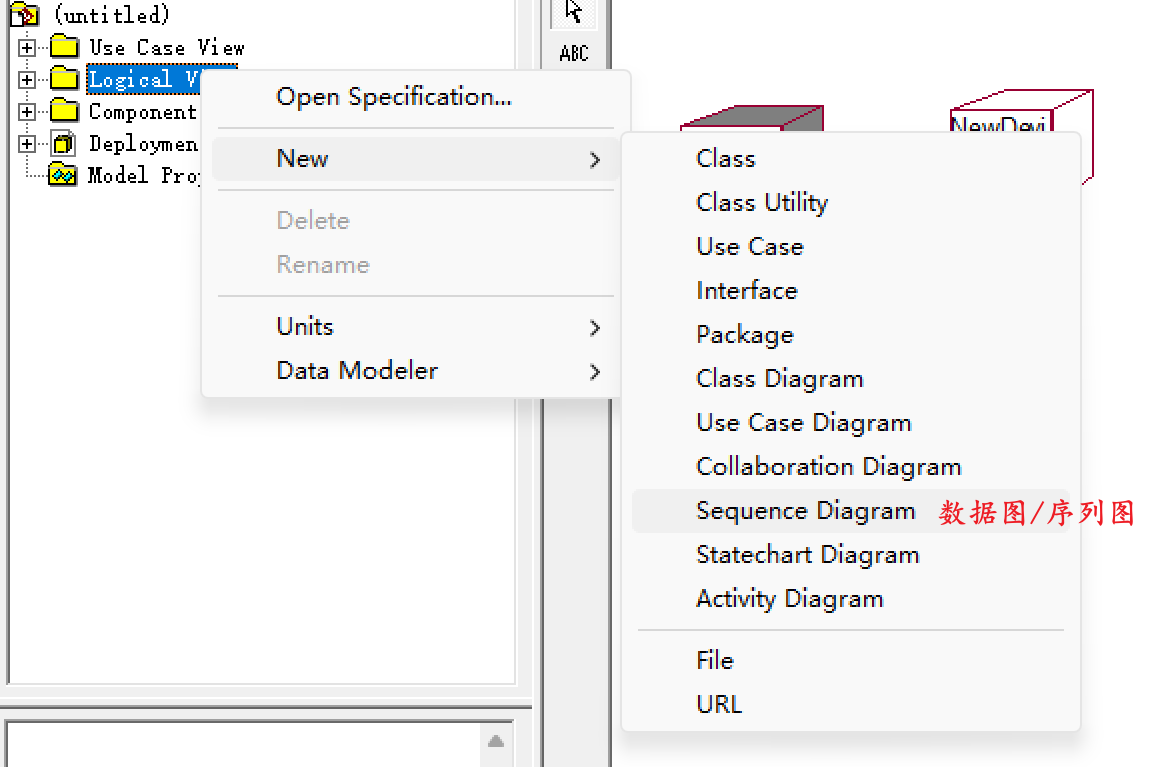 (untitled)
Use Case View
Logical V
Component
Deploymen
Model Pro
ABC
Open Specification...
New
Delete
Rename
Units
Data Modeler
NewDevi
Class
Class Utility
Use Case
Interface
Package
Class Diagram
Use Case Diagram
Collaboration Diagram
Sequence Diagram 数据图/序列图
Statechart Diagram
Activity Diagram
File
URL